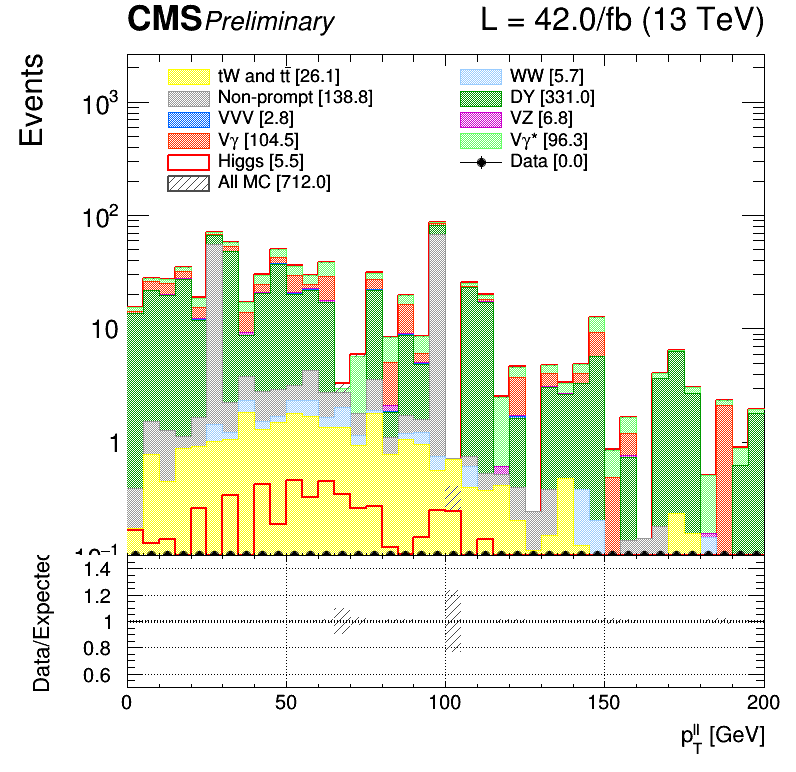 CMS Preliminary L = 42.0/fb (13 TeV)
Events
tW and tt̄ [26.1] WW [5.7]
Non-prompt [138.8] DY [331.0]
VVV [2.8] VZ [6.8]
Vγ [104.5] Vγ* [96.3]
Higgs [5.5] Data [0.0]
All MC [712.0]
10³
10²
10
1
10⁻¹
Data/Expected
1.4
1.2
1
0.8
0.6
0 50 100 150 200
p_T^ll [GeV]